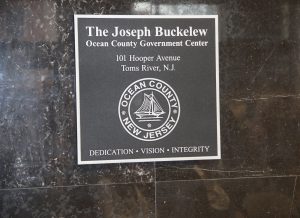 The Joseph Buckelew
Ocean County Government Center
101 Hooper Avenue
Toms River, N.J.
OCEAN COUNTY
NEW JERSEY
DEDICATION • VISION • INTEGRITY